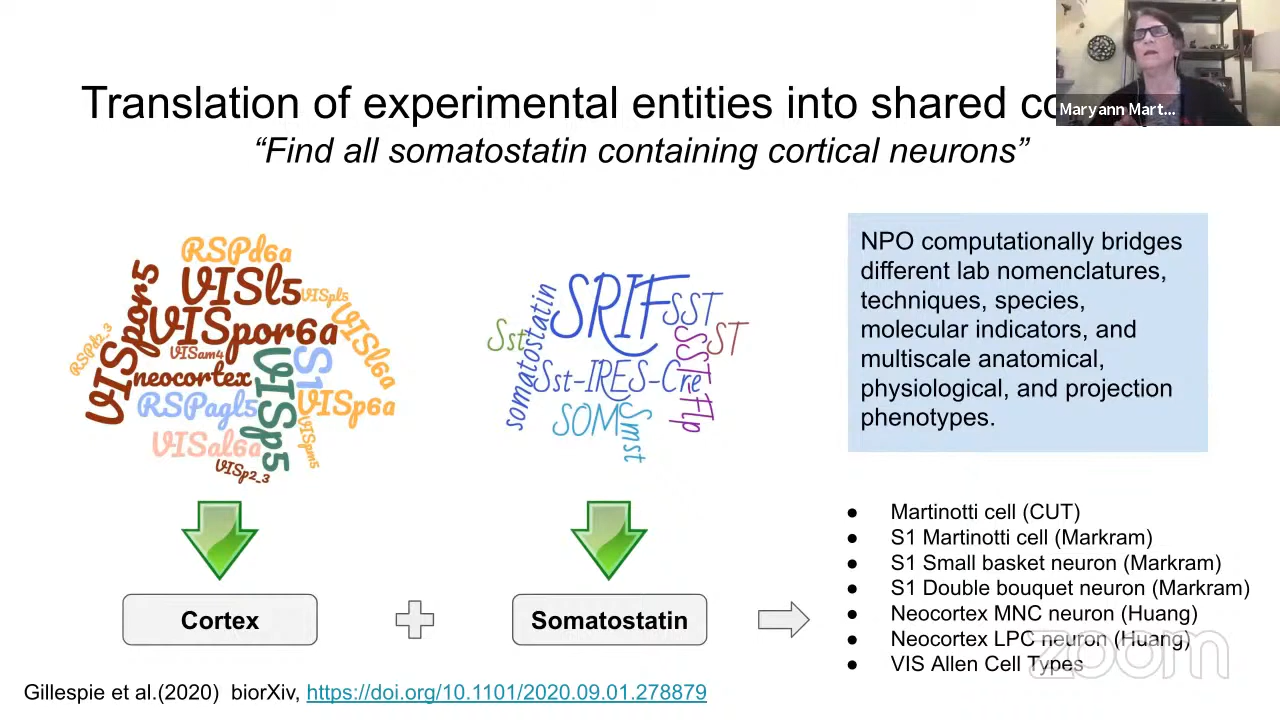 Translation of experimental entities into shared
Maryann Mart...
“Find all somatostatin containing cortical neurons”
RSPd6a
VISl5
VISpl5
VISpor5
VISpor6a
VISl6a
RSPd2_3
VISam4
neocortex
VISp5
S1
RSPagl5
VISp6a
VISal6a
VISpm5
VISp2_3
SRIF
SST
Sst
somatostatin
SST-Flp
ST
Sst-IRES-Cre
SOM
Smst
NPO computationally bridges
different lab nomenclatures,
techniques, species,
molecular indicators, and
multiscale anatomical,
physiological, and projection
phenotypes.
Cortex
Somatostatin
● Martinotti cell (CUT)
● S1 Martinotti cell (Markram)
● S1 Small basket neuron (Markram)
● S1 Double bouquet neuron (Markram)
● Neocortex MNC neuron (Huang)
● Neocortex LPC neuron (Huang)
● VIS Allen Cell Types
zoom
Gillespie et al.(2020) biorXiv, https://doi.org/10.1101/2020.09.01.278879